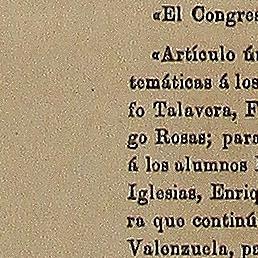 «El Congres
«Artículo ú
temáticas á los
fo Talavera, F
go Rosas; para
á los alumnos
Iglesias, Enriq
ra que continú
Valenzuela, pa